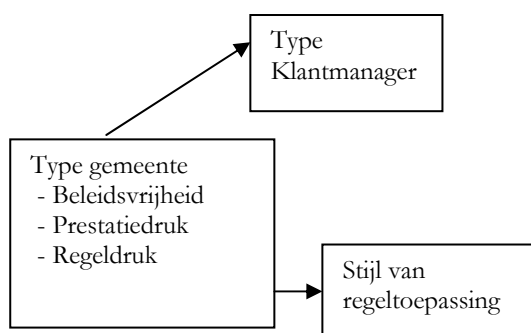 Type
Klantmanager
Type gemeente
- Beleidsvrijheid
- Prestatiedruk
- Regeldruk
Stijl van
regeltoepassing